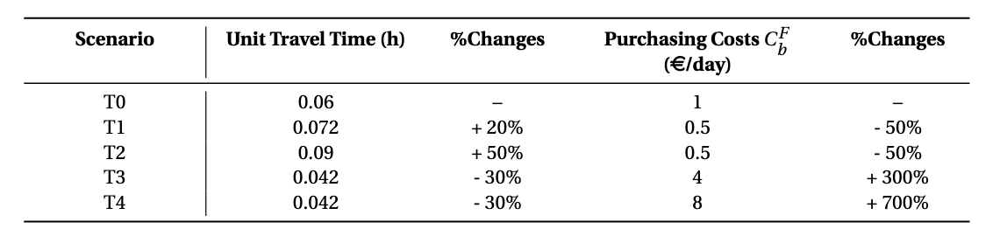 Scenario Unit Travel Time (h) %Changes Purchasing Costs C_b^F %Changes
(€/day)
T0 0.06 – 1 –
T1 0.072 + 20% 0.5 - 50%
T2 0.09 + 50% 0.5 - 50%
T3 0.042 - 30% 4 + 300%
T4 0.042 - 30% 8 + 700%